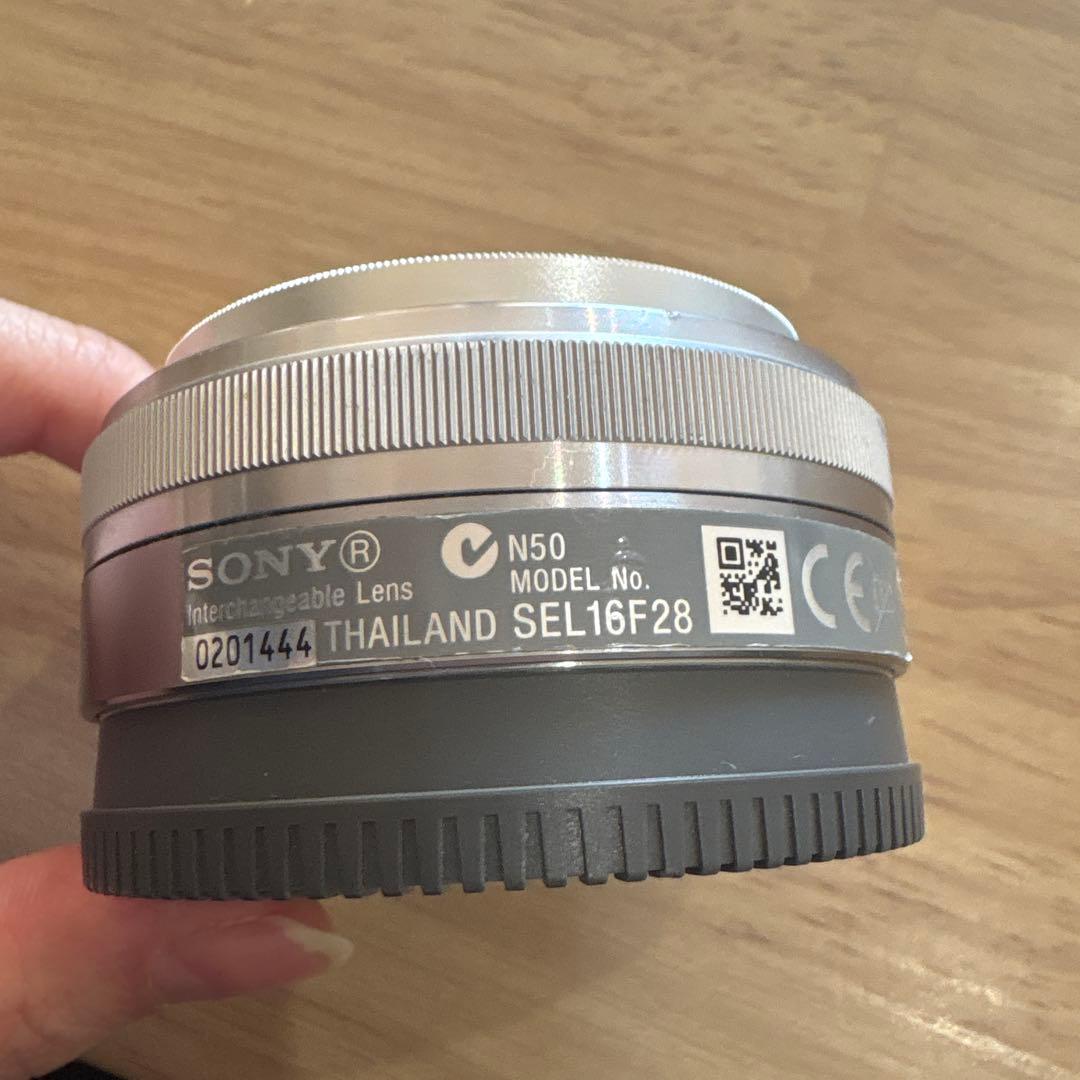 SONY®
Interchangeable Lens
0201444 THAILAND
N50
MODEL No.
SEL16F28
CE